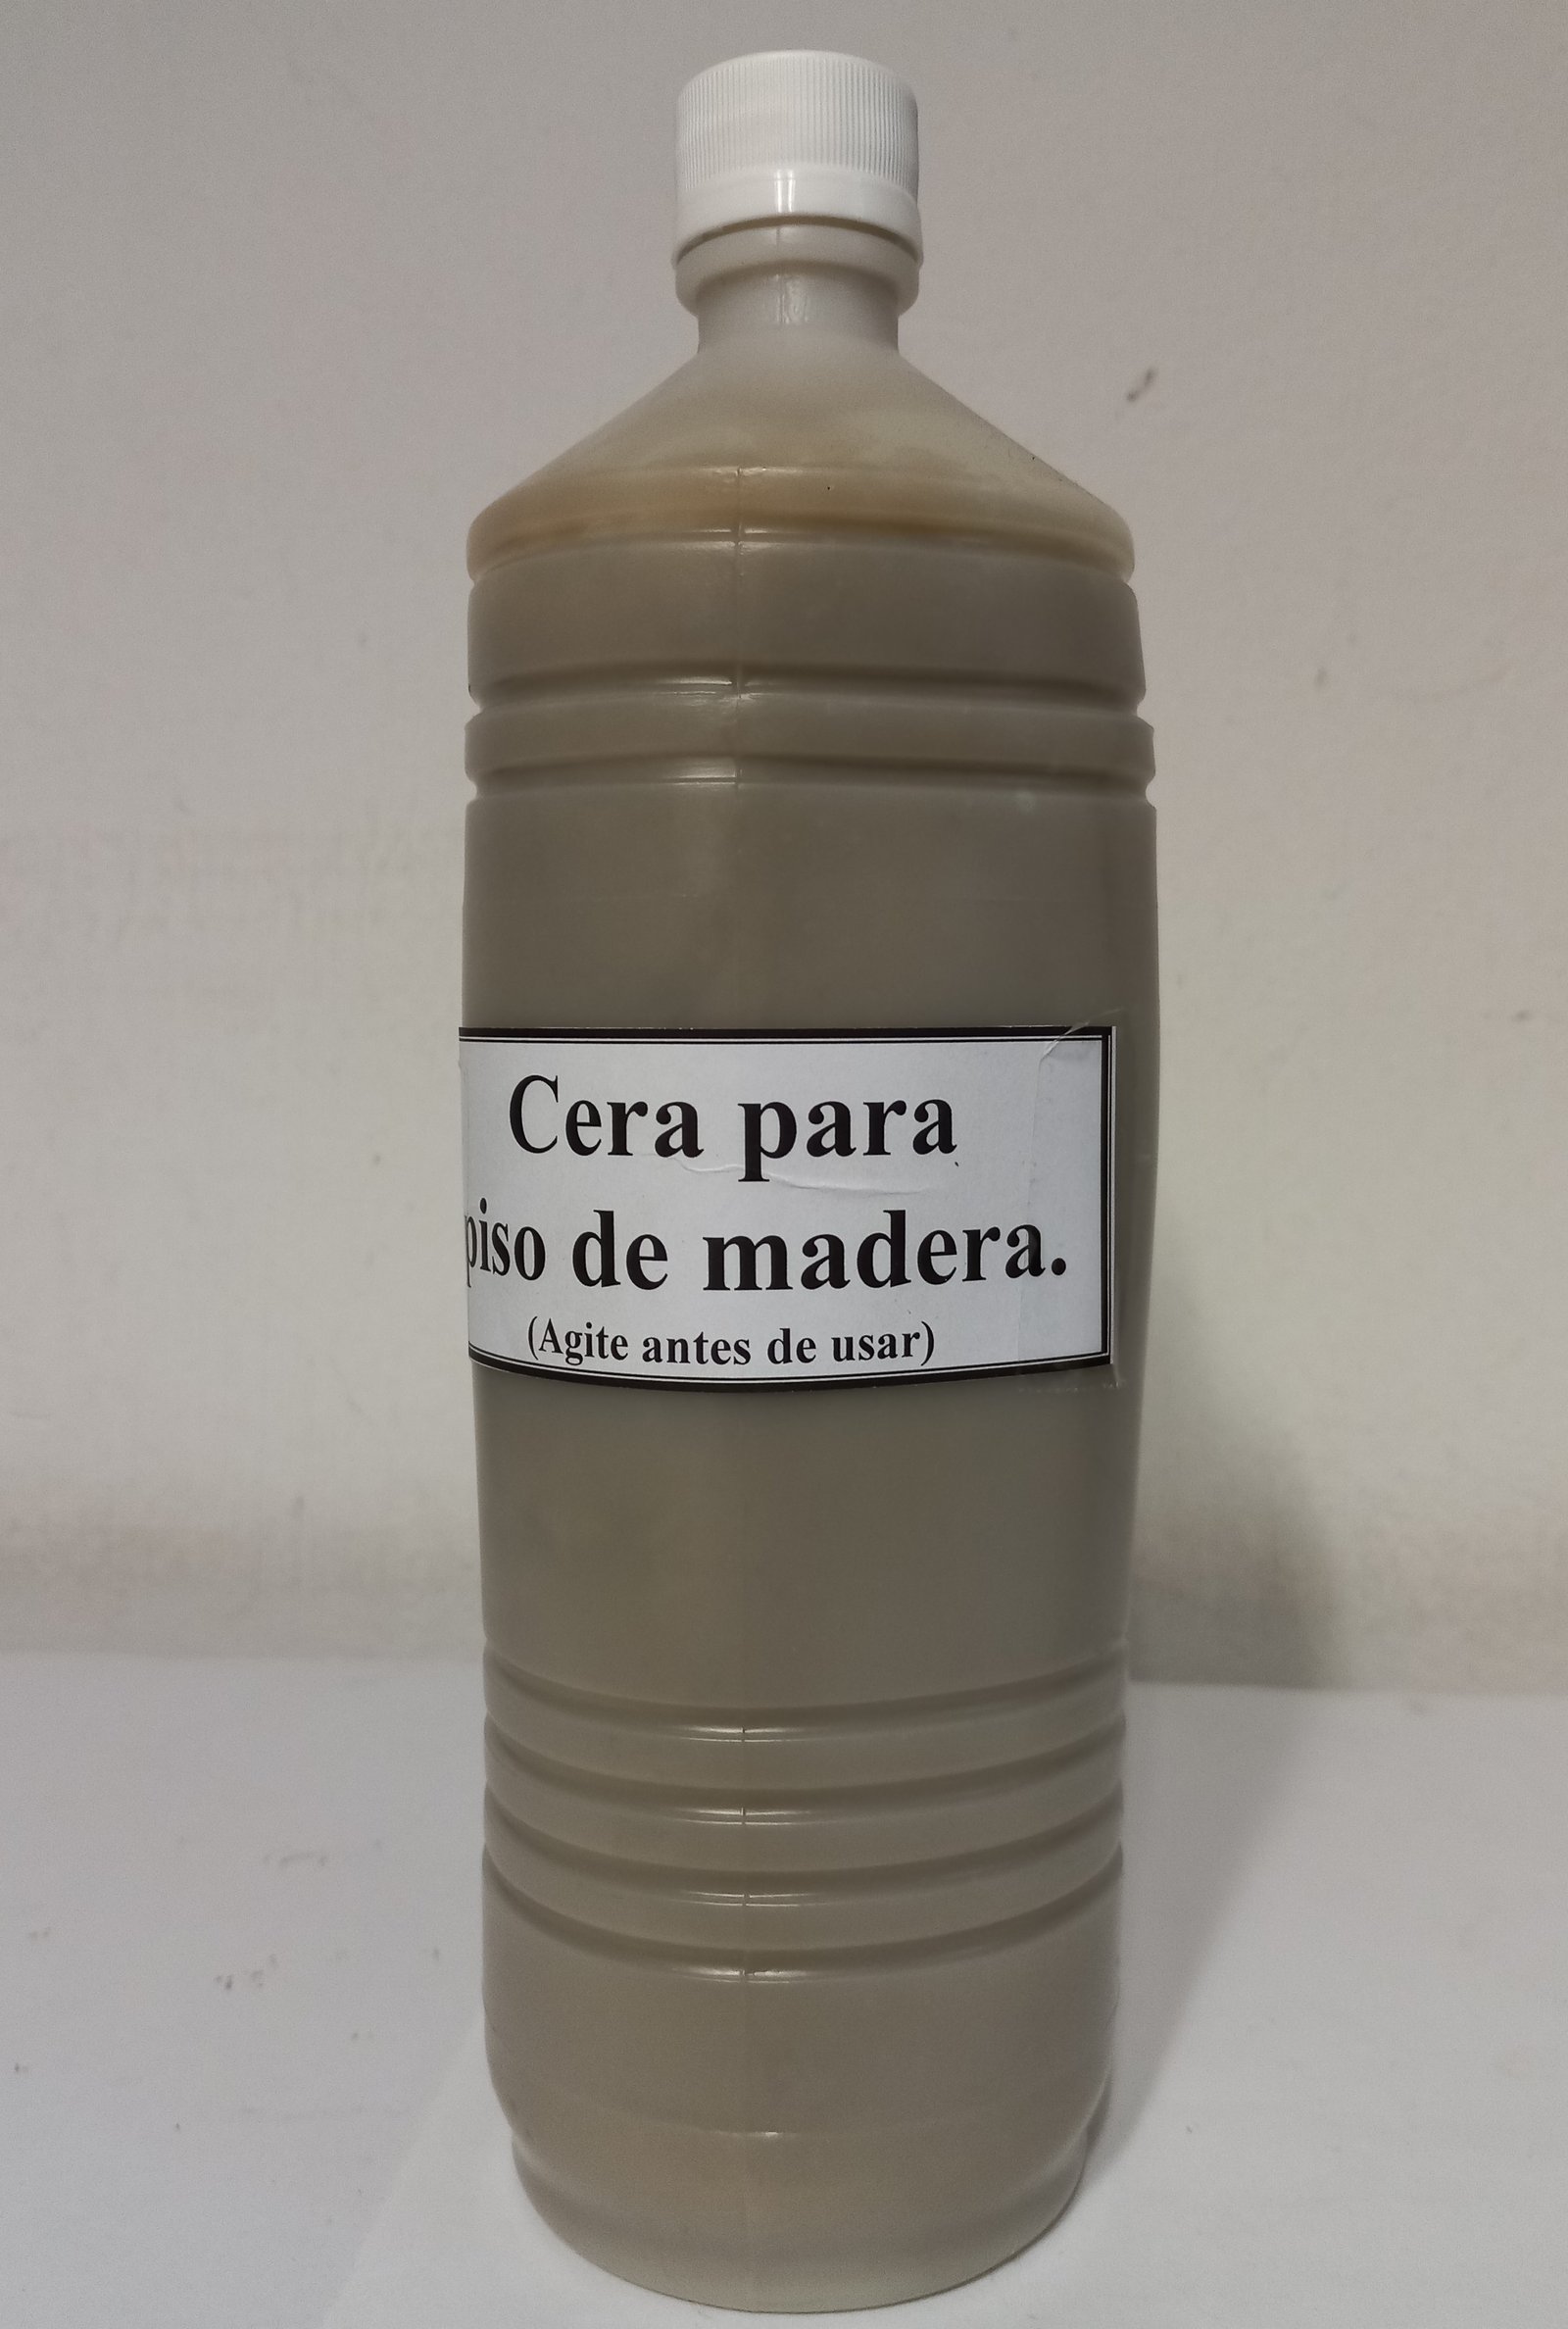 Cera para
piso de madera.
(Agite antes de usar)